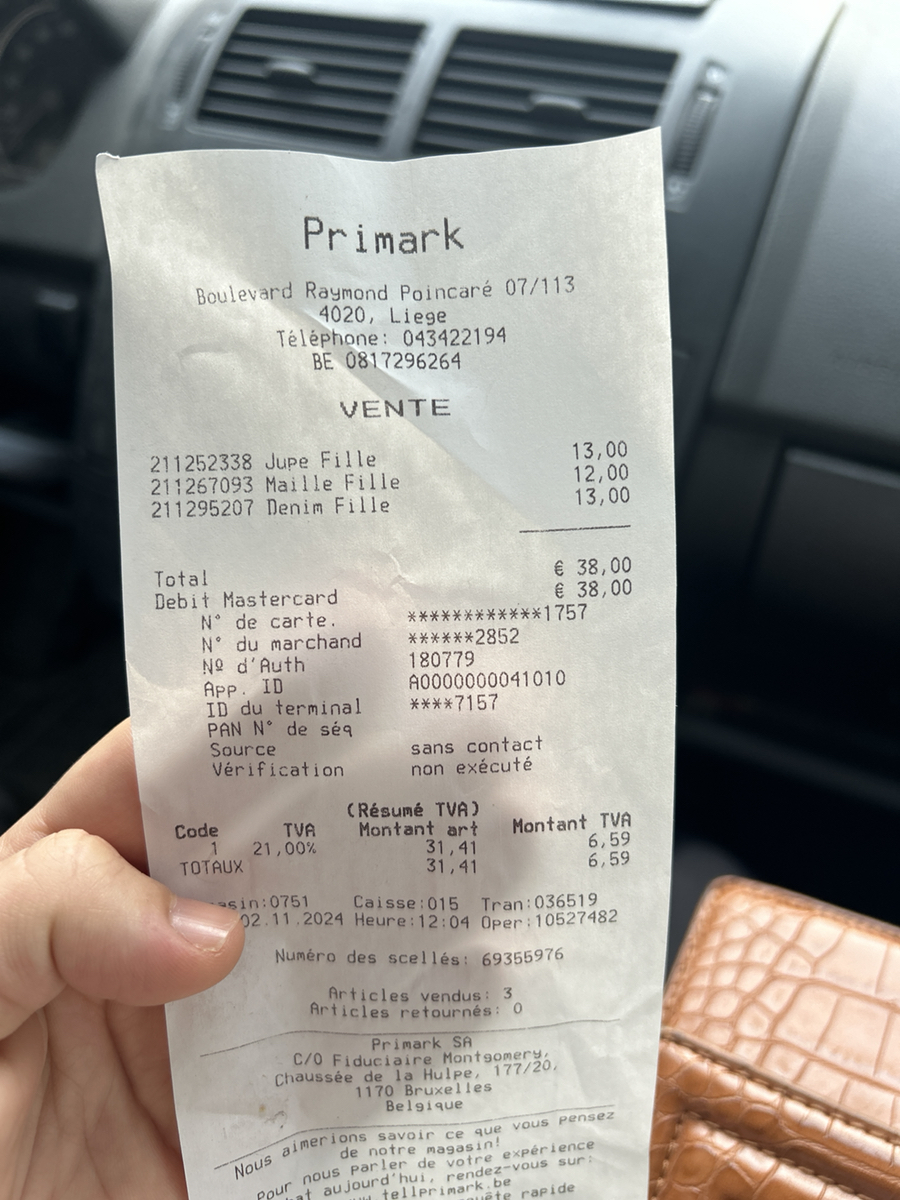 Primark
Boulevard Raymond Poincaré 07/113
4020, Liege
Téléphone: 043422194
BE 0817296264
VENTE
211252338 Jupe Fille 13,00
211267093 Maille Fille 12,00
211295207 Denim Fille 13,00
Total € 38,00
Debit Mastercard € 38,00
N° de carte. ************1757
N° du marchand ******2852
Nº d'Auth 180779
App. ID A0000000041010
ID du terminal ****7157
PAN N° de séq
Source sans contact
Vérification non exécuté
(Résumé TVA)
Code TVA Montant art Montant TVA
1 21,00% 31,41 6,59
TOTAUX 31,41 6,59
asin:0751 Caisse:015 Tran:036519
02.11.2024 Heure:12:04 Oper:10527482
Numéro des scellés: 69355976
Articles vendus: 3
Articles retournés: 0
Primark SA
C/O Fiduciaire Montgomery,
Chaussée de la Hulpe, 177/20,
1170 Bruxelles
Belgique
Nous aimerions savoir ce que vous pensez
de notre magasin!
Pour nous parler de votre expérience
aujourd'hui, rendez-vous sur:
tellprimark.be
rapide